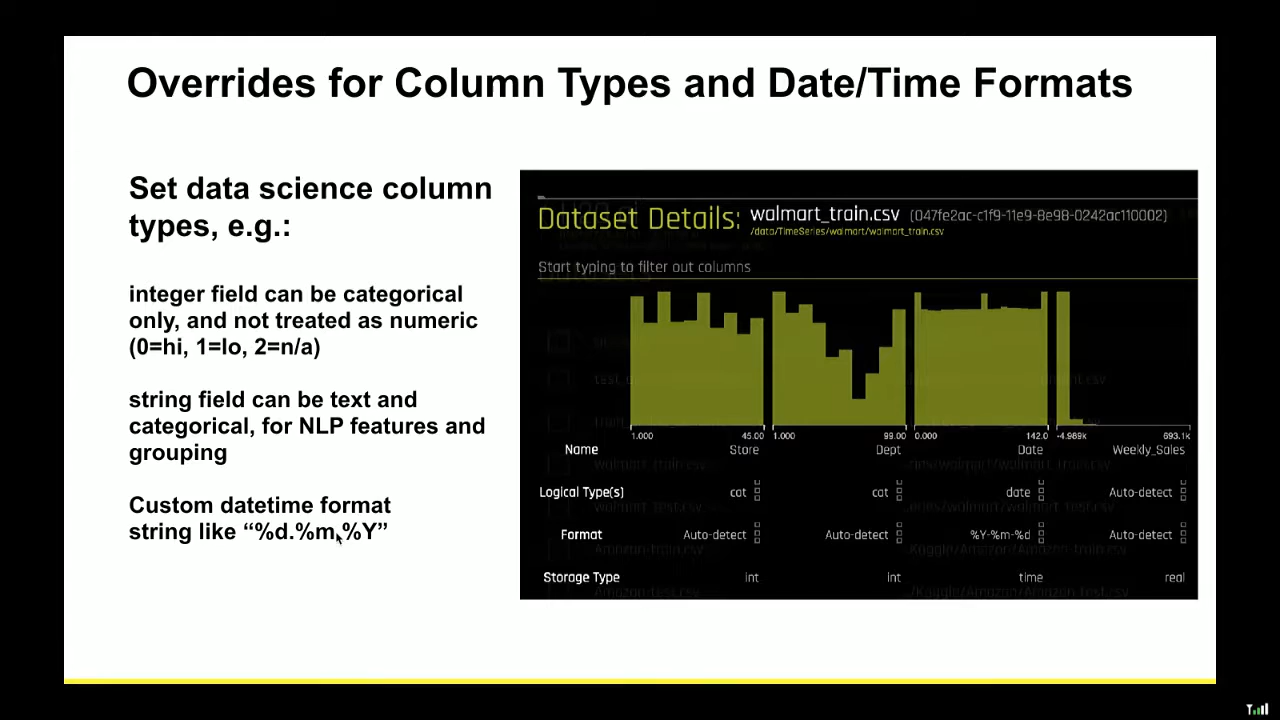 Overrides for Column Types and Date/Time Formats
Set data science column
types, e.g.:
integer field can be categorical
only, and not treated as numeric
(0=hi, 1=lo, 2=n/a)
string field can be text and
categorical, for NLP features and
grouping
Custom datetime format
string like “%d.%m.%Y”
Dataset Details: walmart_train.csv (047fe2ac-c1f9-11e9-8e98-0242ac110002)
/data/TimeSeries/walmart/walmart_train.csv
Start typing to filter out columns
1.000 45.00 1.000 99.00 0.000 142.0 -4.989k 693.1k
Name Store Dept Date Weekly_Sales
Logical Type(s) cat cat date Auto-detect
Format Auto-detect Auto-detect %Y-%m-%d Auto-detect
Storage Type int int time real